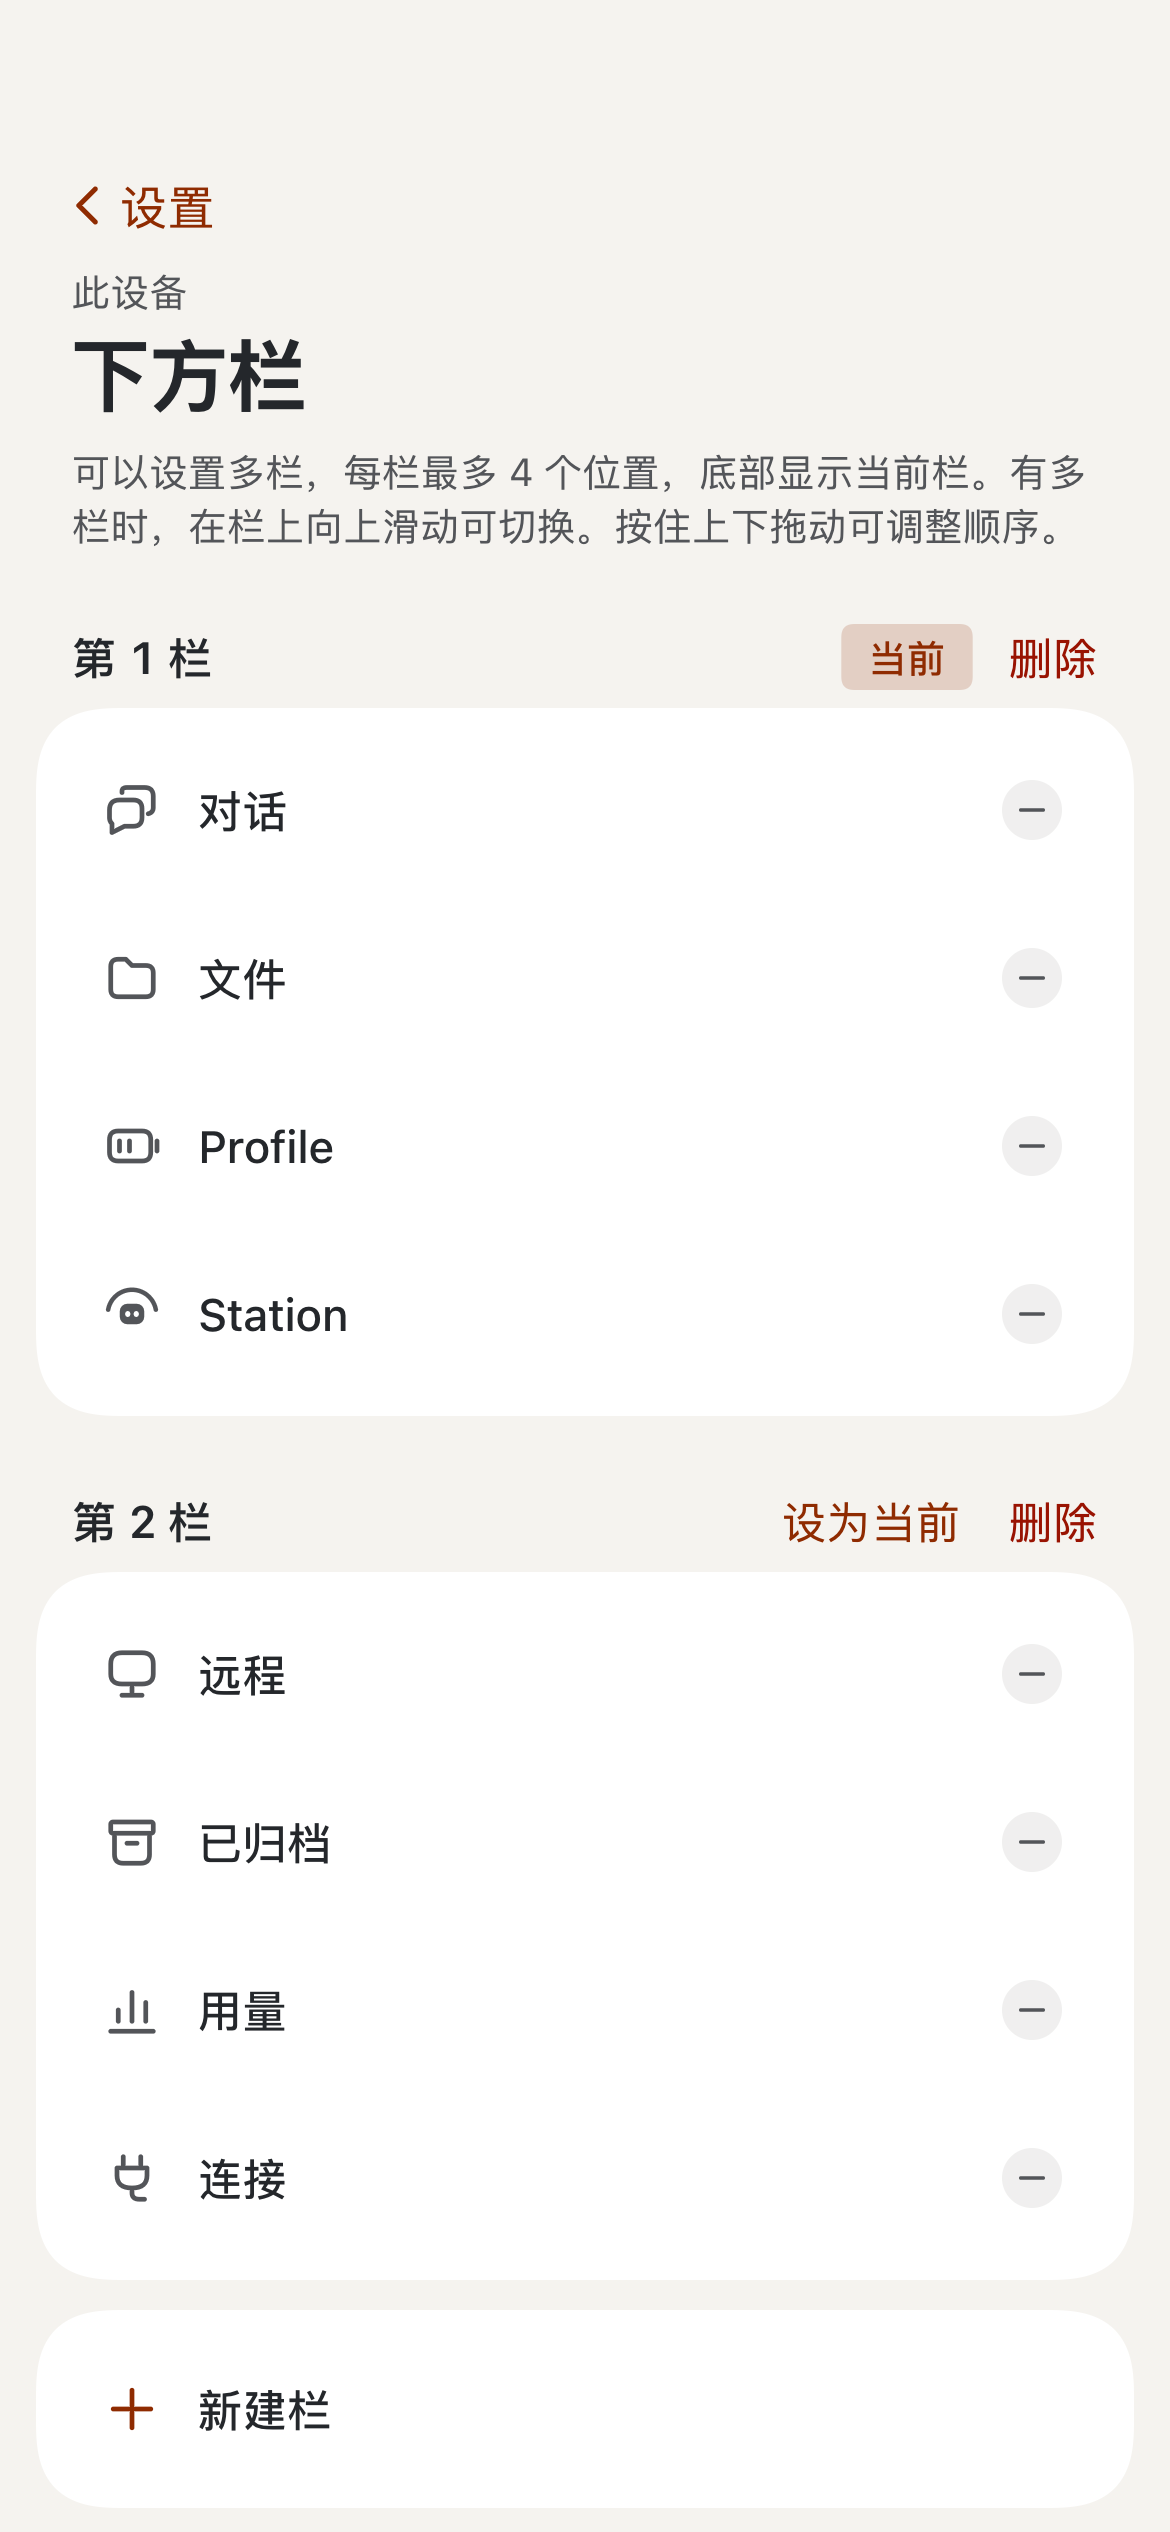 设置
此设备
下方栏
可以设置多栏，每栏最多 4 个位置，底部显示当前栏。有多
栏时，在栏上向上滑动可切换。按住上下拖动可调整顺序。
第 1 栏 当前 删除
对话
文件
Profile
Station
第 2 栏 设为当前 删除
远程
已归档
用量
连接
新建栏